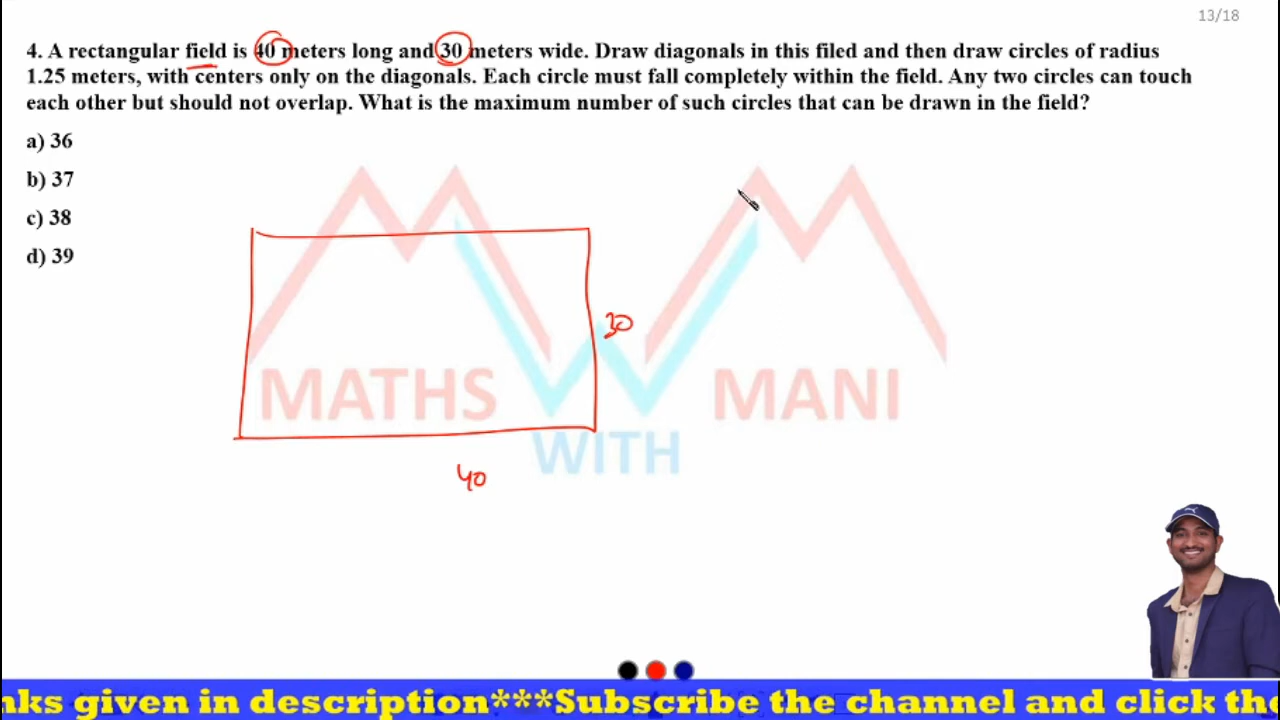 13/18
4. A rectangular field is 40 meters long and 30 meters wide. Draw diagonals in this filed and then draw circles of radius
1.25 meters, with centers only on the diagonals. Each circle must fall completely within the field. Any two circles can touch
each other but should not overlap. What is the maximum number of such circles that can be drawn in the field?
a) 36
b) 37
c) 38
d) 39
30
MATHS MANI
WITH
40
nks given in description***Subscribe the channel and click the